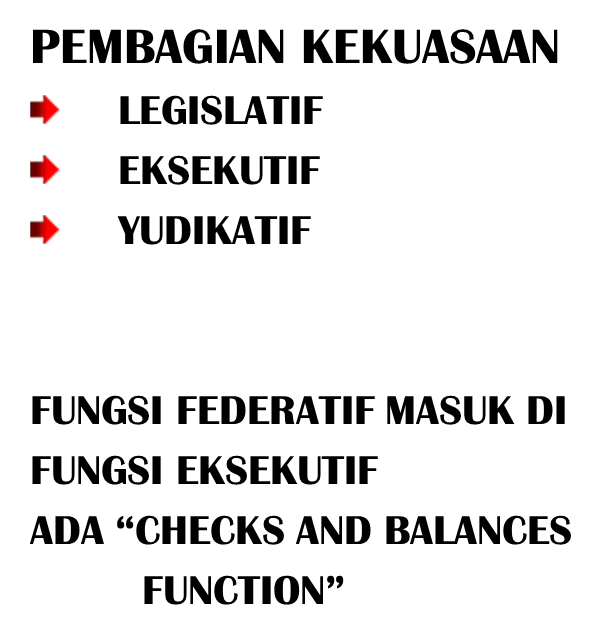 PEMBAGIAN KEKUASAAN
LEGISLATIF
EKSEKUTIF
YUDIKATIF
FUNGSI FEDERATIF MASUK DI
FUNGSI EKSEKUTIF
ADA “CHECKS AND BALANCES
FUNCTION”